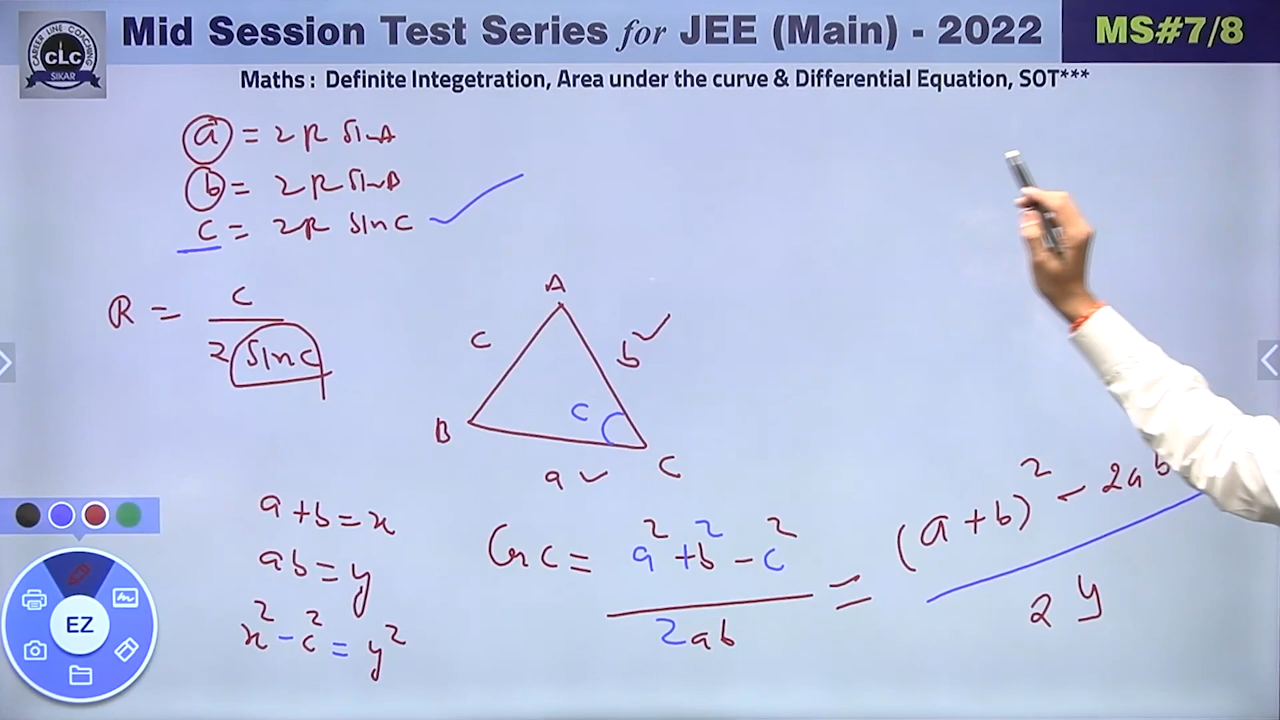 Mid Session Test Series for JEE (Main) - 2022
MS#7/8
CAREER LINE COACHING
CLC
SIKAR
Maths : Definite Integetration, Area under the curve & Differential Equation, SOT***
a = 2R sinA
b = 2R sinB
c = 2R sinC
R = c / 2 sinc
A
c
b
B
c
a
C
a + b = x
ab = y
x² - c² = y²
Cos C = a² + b² - c² / 2ab = (a + b)² - 2ab / 2y
EZ